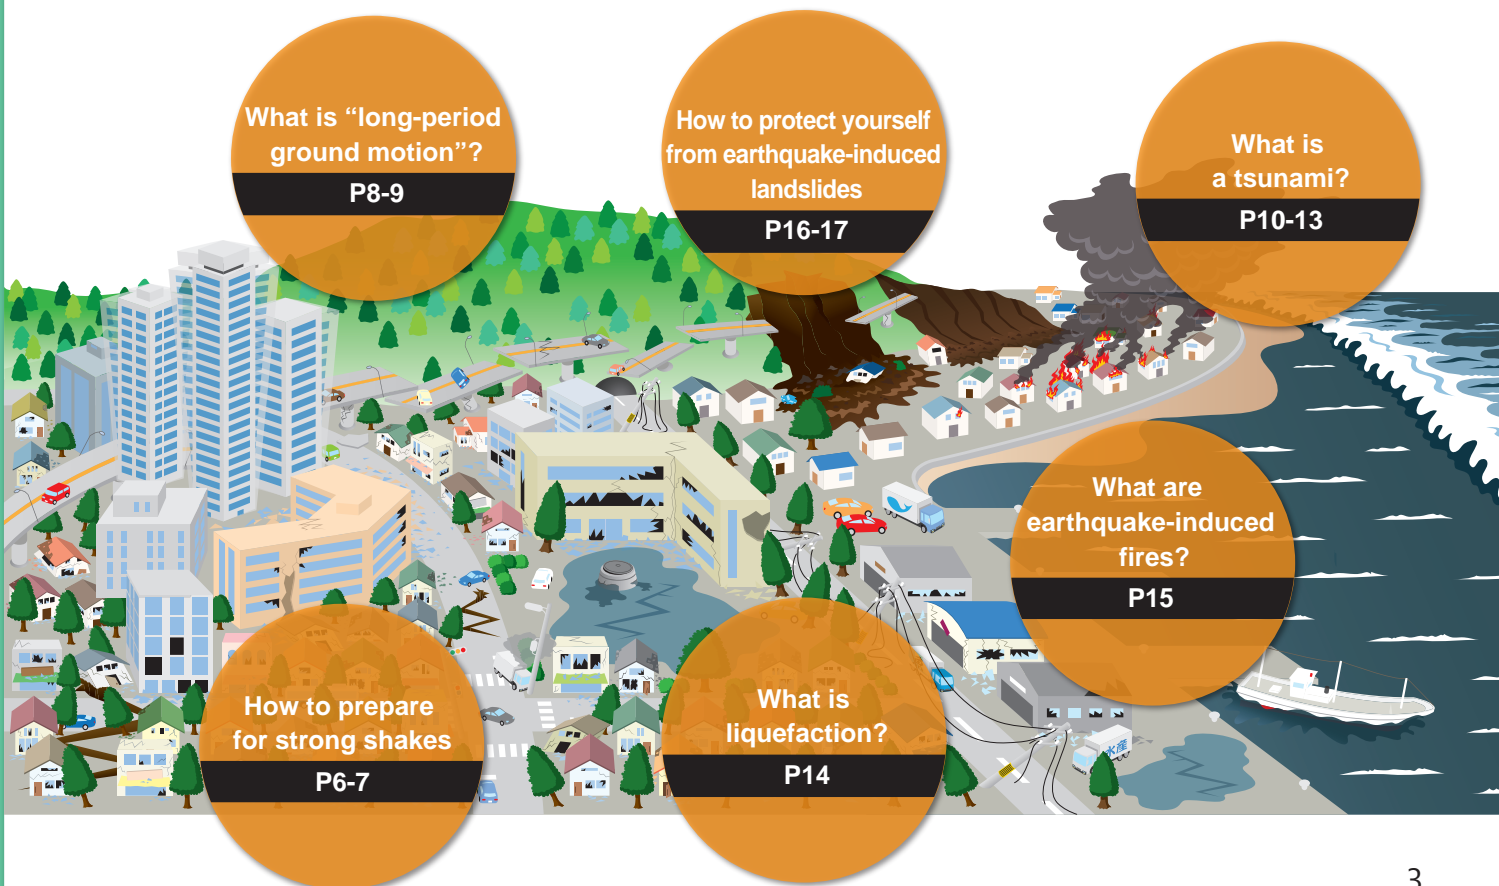 What is “long-period
ground motion”?
P8-9
How to protect yourself
from earthquake-induced
landslides
P16-17
What is
a tsunami?
P10-13
What are
earthquake-induced
fires?
P15
How to prepare
for strong shakes
P6-7
What is
liquefaction?
P14
水産
3